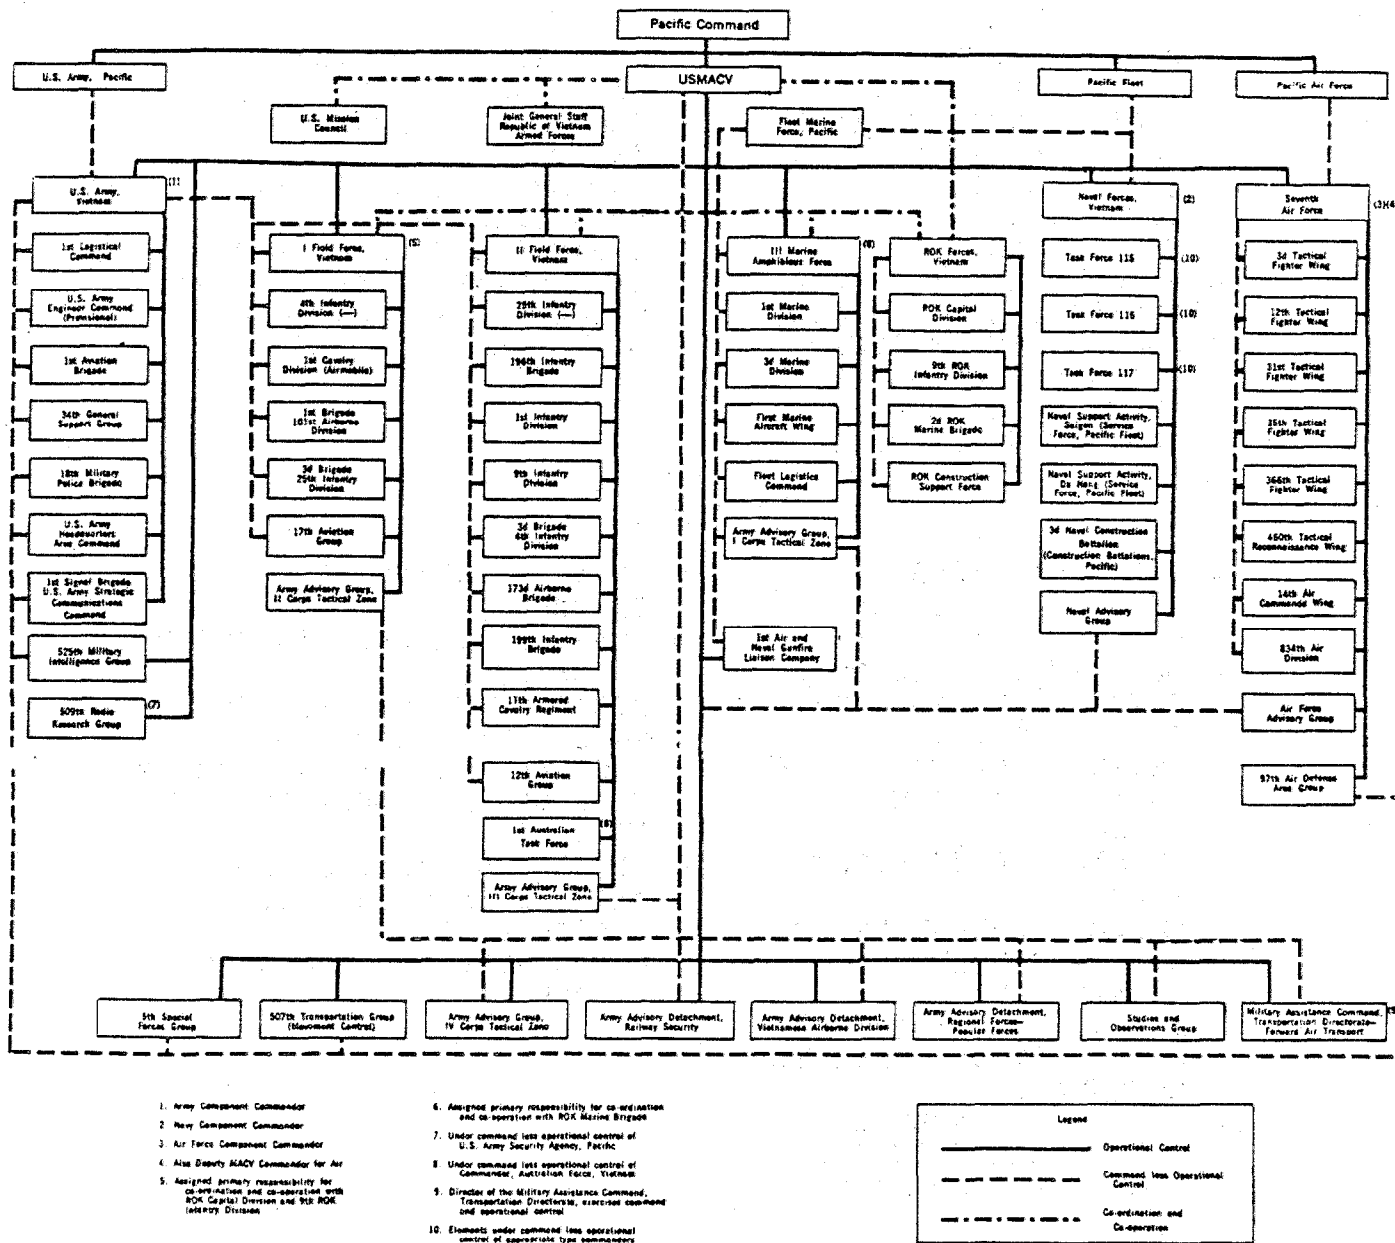 Pacific Command
U.S. Army, Pacific
USMACV
Pacific Fleet
Pacific Air Force
U.S. Mission
Council
Joint General Staff
Republic of Vietnam
Armed Forces
Fleet Marine
Force, Pacific
U.S. Army,
Vietnam
(1)
1st Logistical
Command
U.S. Army
Engineer Command
(Provisional)
1st Aviation
Brigade
34th General
Support Group
18th Military
Police Brigade
U.S. Army
Headquarters
Area Command
1st Signal Brigade
U.S. Army Strategic
Communications
Command
525th Military
Intelligence Group
509th Radio
Research Group
(7)
I Field Force,
Vietnam
(5)
4th Infantry
Division (—)
1st Cavalry
Division (Airmobile)
1st Brigade
101st Airborne
Division
3d Brigade
25th Infantry
Division
17th Aviation
Group
Army Advisory Group,
II Corps Tactical Zone
II Field Force,
Vietnam
25th Infantry
Division (—)
196th Infantry
Brigade
1st Infantry
Division
9th Infantry
Division
3d Brigade
4th Infantry
Division
173d Airborne
Brigade
199th Infantry
Brigade
11th Armored
Cavalry Regiment
12th Aviation
Group
1st Australian
Task Force
(8)
Army Advisory Group,
III Corps Tactical Zone
III Marine
Amphibious Force
(6)
1st Marine
Division
3d Marine
Division
First Marine
Aircraft Wing
Fleet Logistics
Command
Army Advisory Group,
I Corps Tactical Zone
1st Air and
Naval Gunfire
Liaison Company
ROK Forces,
Vietnam
ROK Capital
Division
9th ROK
Infantry Division
2d ROK
Marine Brigade
ROK Construction
Support Force
Naval Forces,
Vietnam
(2)
Task Force 115
(10)
Task Force 116
(10)
Task Force 117
(10)
Naval Support Activity,
Saigon (Service
Force, Pacific Fleet)
Naval Support Activity,
Da Nang (Service
Force, Pacific Fleet)
3d Naval Construction
Battalion
(Construction Battalions,
Pacific)
Naval Advisory
Group
Seventh
Air Force
(3)(4
3d Tactical
Fighter Wing
12th Tactical
Fighter Wing
31st Tactical
Fighter Wing
35th Tactical
Fighter Wing
366th Tactical
Fighter Wing
460th Tactical
Reconnaissance Wing
14th Air
Commando Wing
834th Air
Division
Air Force
Advisory Group
97th Air Defense
Area Group
5th Special
Forces Group
507th Transportation Group
(Movement Control)
Army Advisory Group,
IV Corps Tactical Zone
Army Advisory Detachment,
Railway Security
Army Advisory Detachment,
Vietnamese Airborne Division
Army Advisory Detachment,
Regional Forces—
Popular Forces
Studies and
Observations Group
Military Assistance Command,
Transportation Directorate—
Forward Air Transport
(9
1. Army Component Commander
2 Navy Component Commander
3. Air Force Component Commander
4. Also Deputy MACV Commander for Air
5. Assigned primary responsibility for
co-ordination and co-operation with
ROK Capital Division and 9th ROK
Infantry Division
6. Assigned primary responsibility for co-ordination
and co-operation with ROK Marine Brigade
7. Under command less operational control of
U.S. Army Security Agency, Pacific
8 Under command less operational control of
Commander, Australian Force, Vietnam
9. Director of the Military Assistance Command,
Transportation Directorate, exercised command
and operational control
10. Elements under command less operational
control of appropriate type commanders
Legend
Operational Control
Command less Operational
Control
Co-ordination and
Co-operation